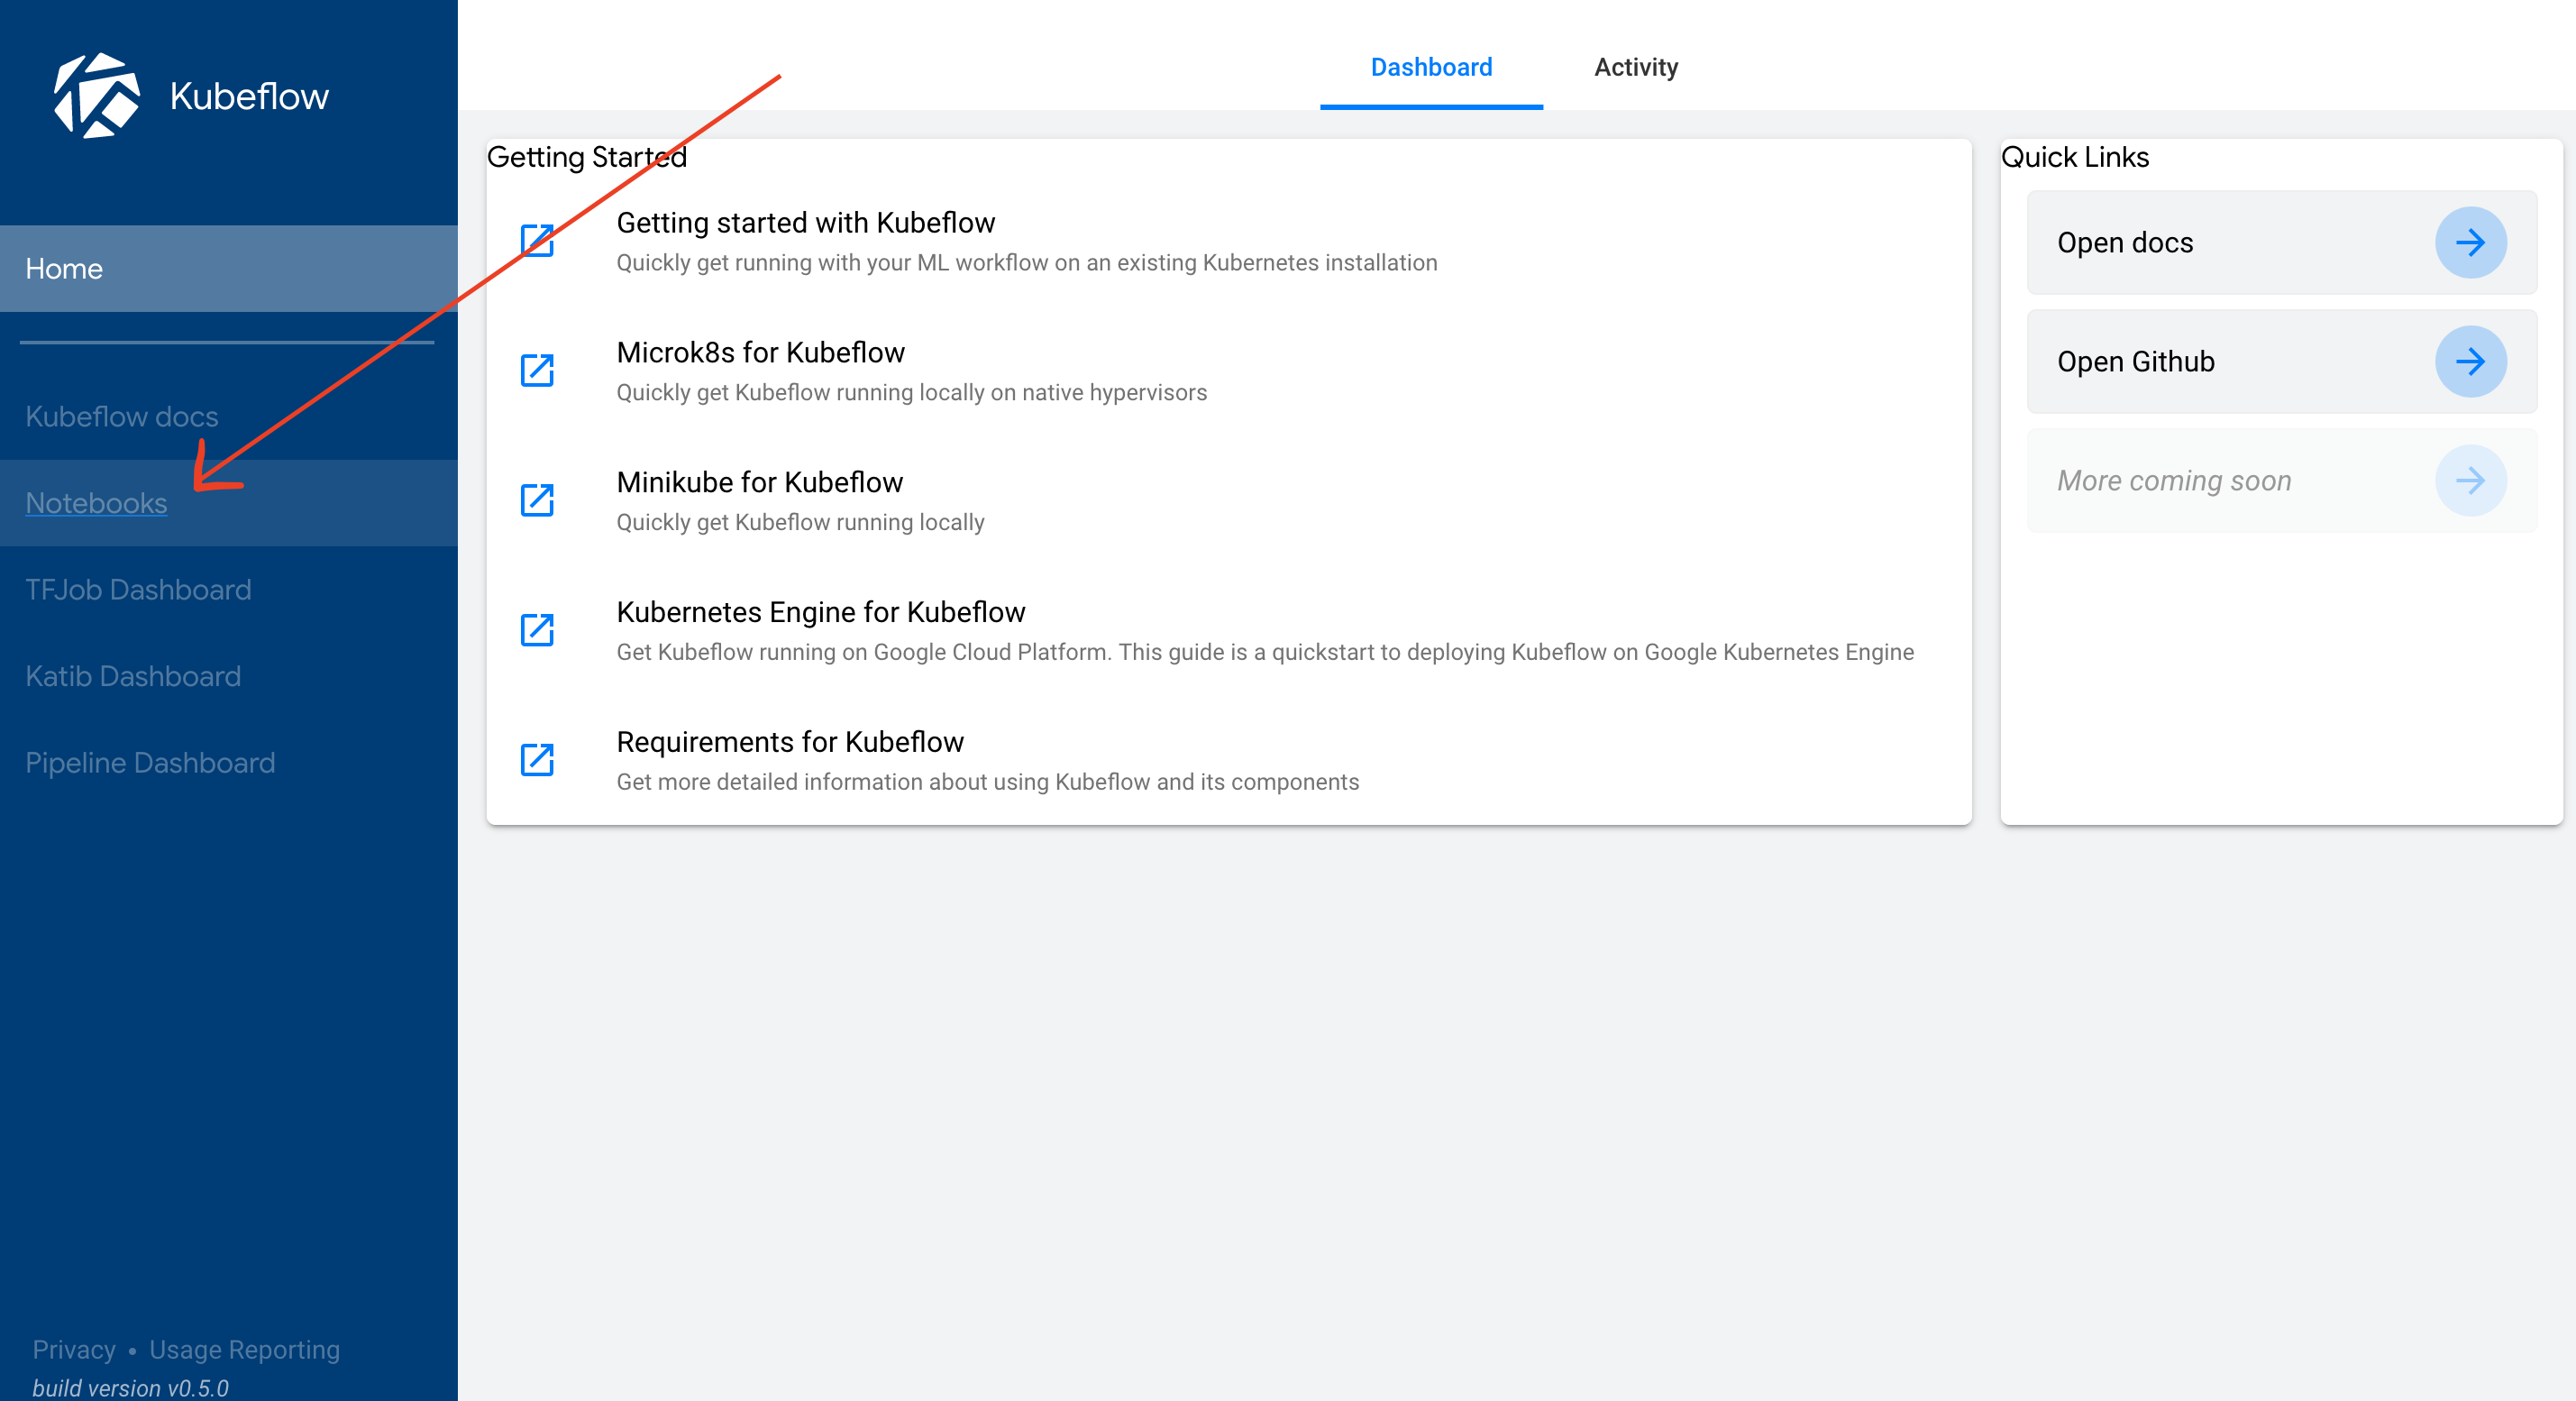 Kubeflow
Home
Kubeflow docs
Notebooks
TFJob Dashboard
Katib Dashboard
Pipeline Dashboard
Privacy • Usage Reporting
build version v0.5.0
Dashboard Activity
Getting Started
Getting started with Kubeflow
Quickly get running with your ML workflow on an existing Kubernetes installation
Microk8s for Kubeflow
Quickly get Kubeflow running locally on native hypervisors
Minikube for Kubeflow
Quickly get Kubeflow running locally
Kubernetes Engine for Kubeflow
Get Kubeflow running on Google Cloud Platform. This guide is a quickstart to deploying Kubeflow on Google Kubernetes Engine
Requirements for Kubeflow
Get more detailed information about using Kubeflow and its components
Quick Links
Open docs
Open Github
More coming soon